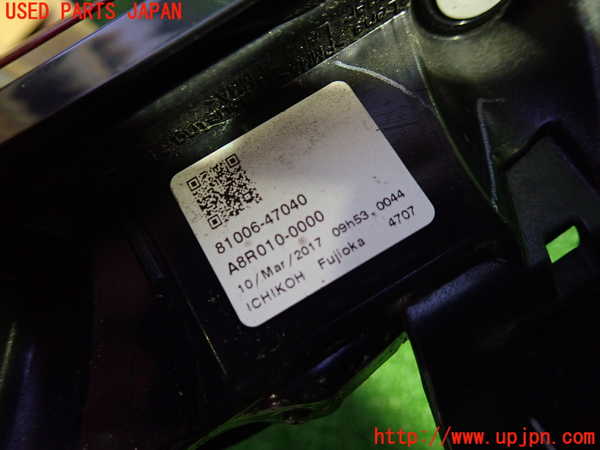 USED PARTS JAPAN
81006-47040
A8R010-0000
10/Mar/2017 09h53 0044
ICHIKOH Fujioka 4707
http://www.upjpn.com/